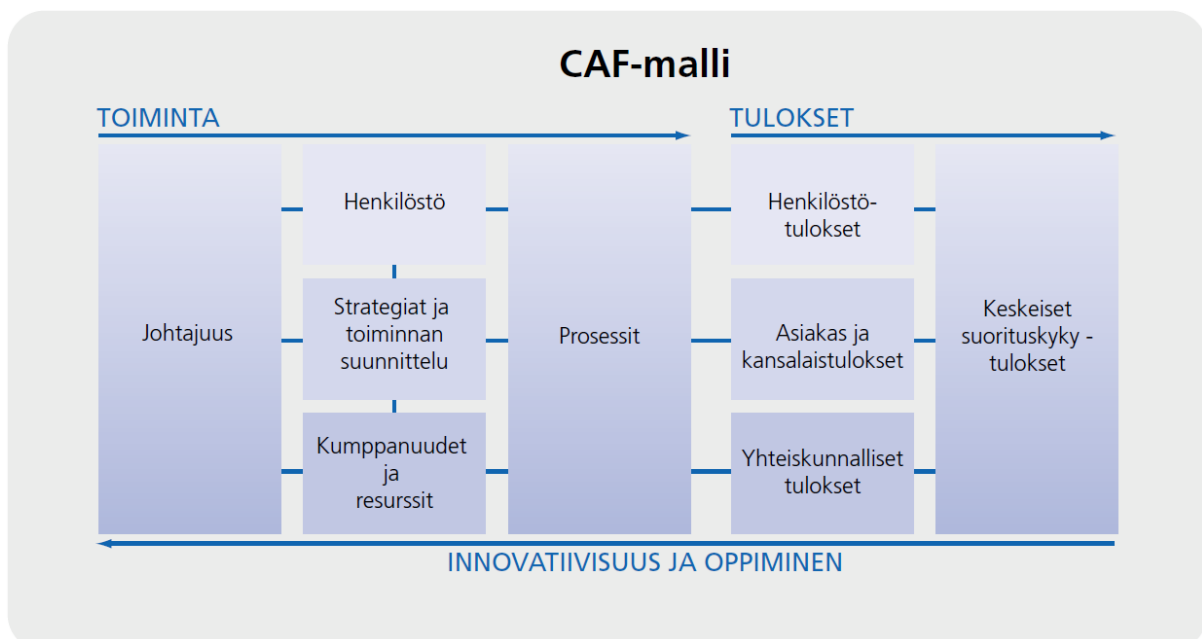 CAF-malli
TOIMINTA
TULOKSET
Johtajuus
Henkilöstö
Strategiat ja
toiminnan
suunnittelu
Kumppanuudet
ja
resurssit
Prosessit
Henkilöstö-
tulokset
Asiakas ja
kansalaistulokset
Yhteiskunnalliset
tulokset
Keskeiset
suorituskyky -
tulokset
INNOVATIIVISUUS JA OPPIMINEN